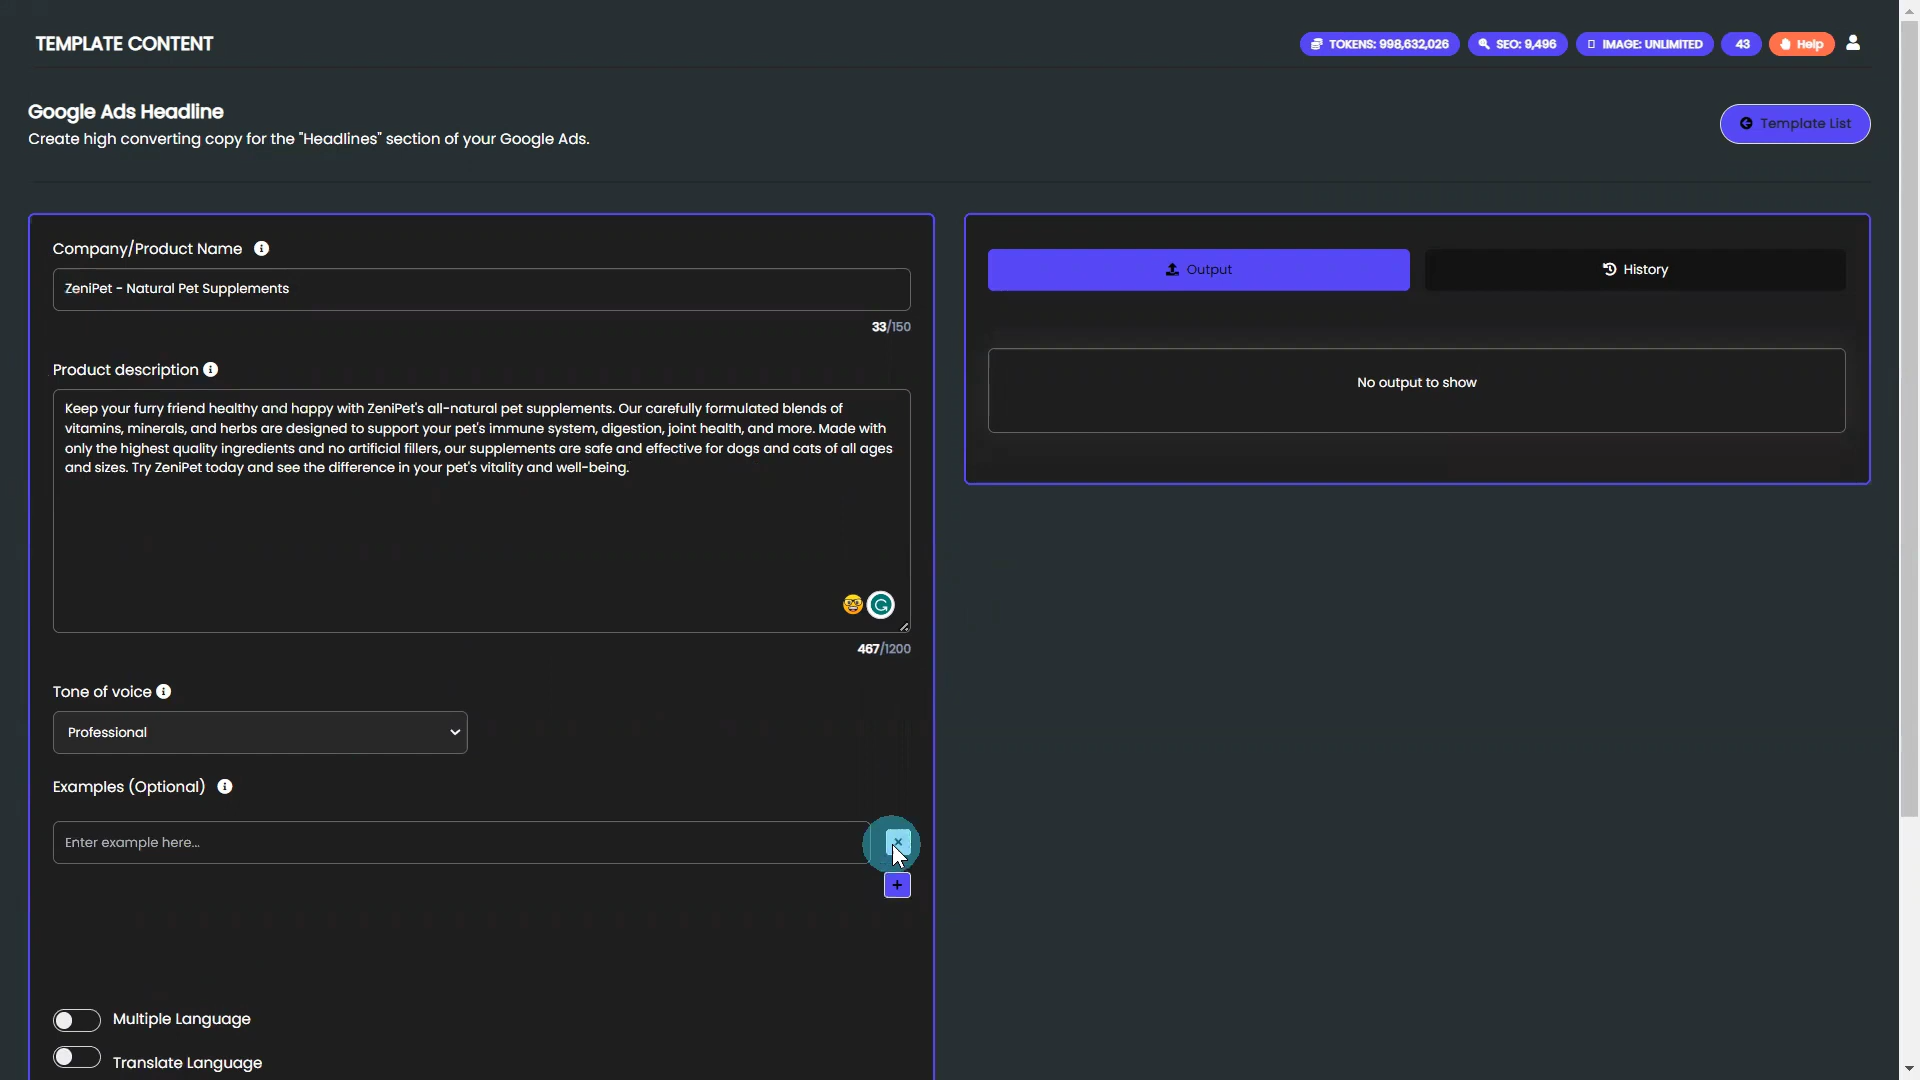 TEMPLATE CONTENT
TOKENS: 998,632,026
SEO: 9,496
IMAGE: UNLIMITED
43
Help
Google Ads Headline
Create high converting copy for the "Headlines" section of your Google Ads.
Template List
Company/Product Name
ZeniPet - Natural Pet Supplements
33/150
Product description
Keep your furry friend healthy and happy with ZeniPet's all-natural pet supplements. Our carefully formulated blends of
vitamins, minerals, and herbs are designed to support your pet's immune system, digestion, joint health, and more. Made with
only the highest quality ingredients and no artificial fillers, our supplements are safe and effective for dogs and cats of all ages
and sizes. Try ZeniPet today and see the difference in your pet's vitality and well-being.
467/1200
Tone of voice
Professional
Examples (Optional)
Enter example here...
Multiple Language
Translate Language
Output
History
No output to show